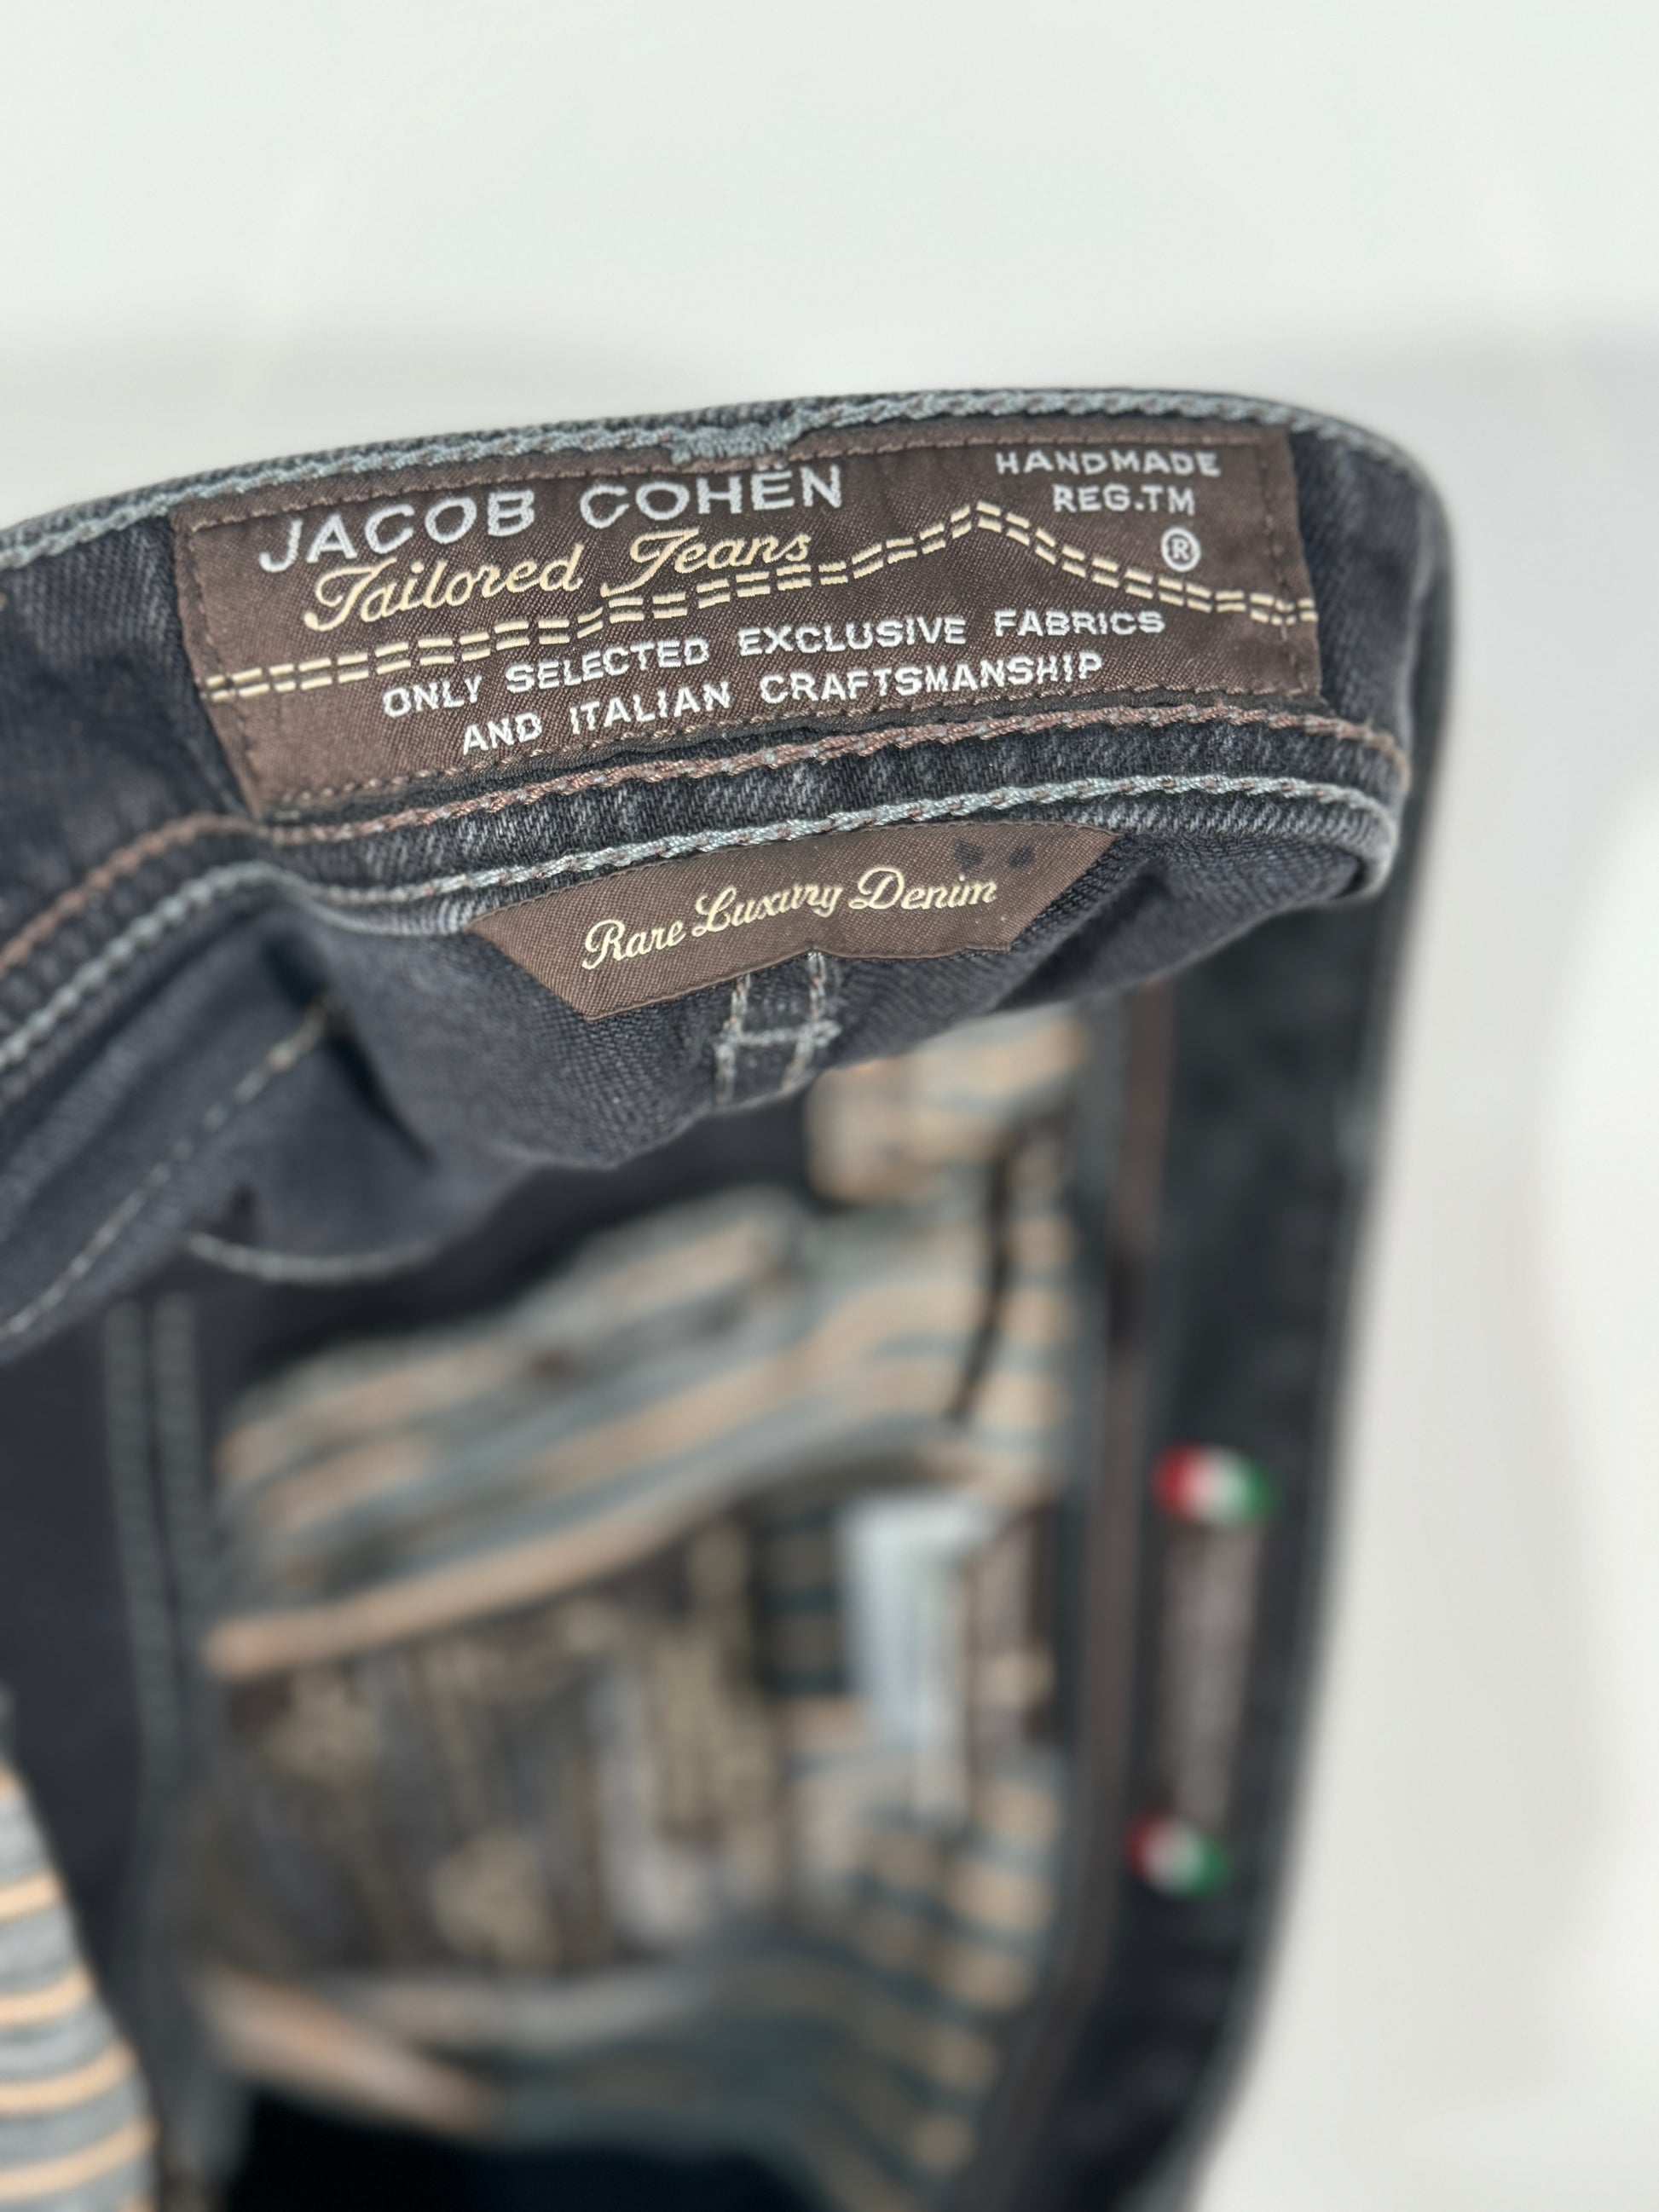 JACOB COHËN
HANDMADE
REG.TM
®
Tailored Jeans
ONLY SELECTED EXCLUSIVE FABRICS
AND ITALIAN CRAFTSMANSHIP
Rare Luxury Denim